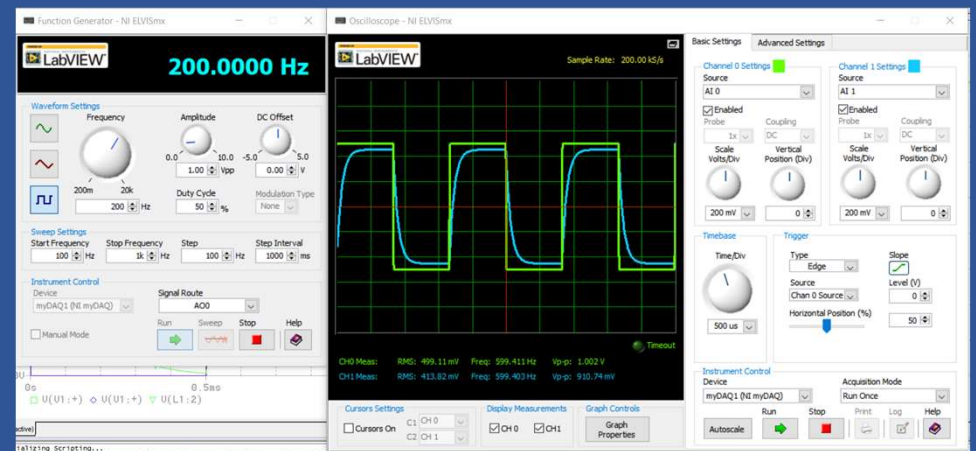 Function Generator - NI ELVISmx
LabVIEW
200.0000 Hz
Waveform Settings
Frequency
Amplitude
DC Offset
0.0
10.0
-5.0
5.0
1.00 Vpp
0.00 V
200m
20k
Duty Cycle
Modulation Type
200 Hz
50 %
None
Sweep Settings
Start Frequency
Stop Frequency
Step
Step Interval
100 Hz
1k Hz
100 Hz
1000 ms
Instrument Control
Device
Signal Route
myDAQ1 (NI myDAQ)
AO0
Manual Mode
Run
Sweep
Stop
Help
0s
0.5ms
U(U1:+)
U(U1:+)
U(L1:2)
Oscilloscope - NI ELVISmx
LabVIEW
Sample Rate: 200.00 kS/s
Timeout
CH0 Meas: RMS: 499.11 mV Freq: 599.411 Hz Vp-p: 1.002 V
CH1 Meas: RMS: 413.82 mV Freq: 599.403 Hz Vp-p: 910.74 mV
Cursors Settings
Cursors On
C1 CH 0
C2 CH 1
Display Measurements
CH 0
CH1
Graph Controls
Graph
Properties
Basic Settings
Advanced Settings
Channel 0 Settings
Source
AI 0
Enabled
Probe
Coupling
1x
DC
Scale
Volts/Div
Vertical
Position (Div)
200 mV
0
Channel 1 Settings
Source
AI 1
Enabled
Probe
Coupling
1x
DC
Scale
Volts/Div
Vertical
Position (Div)
200 mV
0
Timebase
Time/Div
500 us
Trigger
Type
Edge
Slope
Source
Chan 0 Source
Level (V)
0
Horizontal Position (%)
50
Instrument Control
Device
Acquisition Mode
myDAQ1 (NI myDAQ)
Run Once
Run
Stop
Print
Log
Help
Autoscale